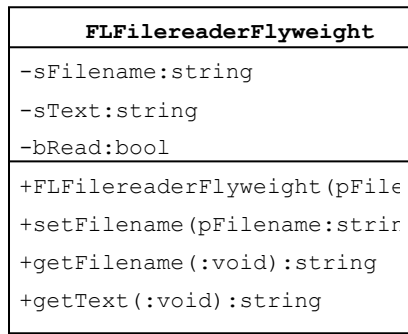 FLFilereaderFlyweight
-sFilename:string
-sText:string
-bRead:bool
+FLFilereaderFlyweight(pFile
+setFilename(pFilename:strin
+getFilename(:void):string
+getText(:void):string